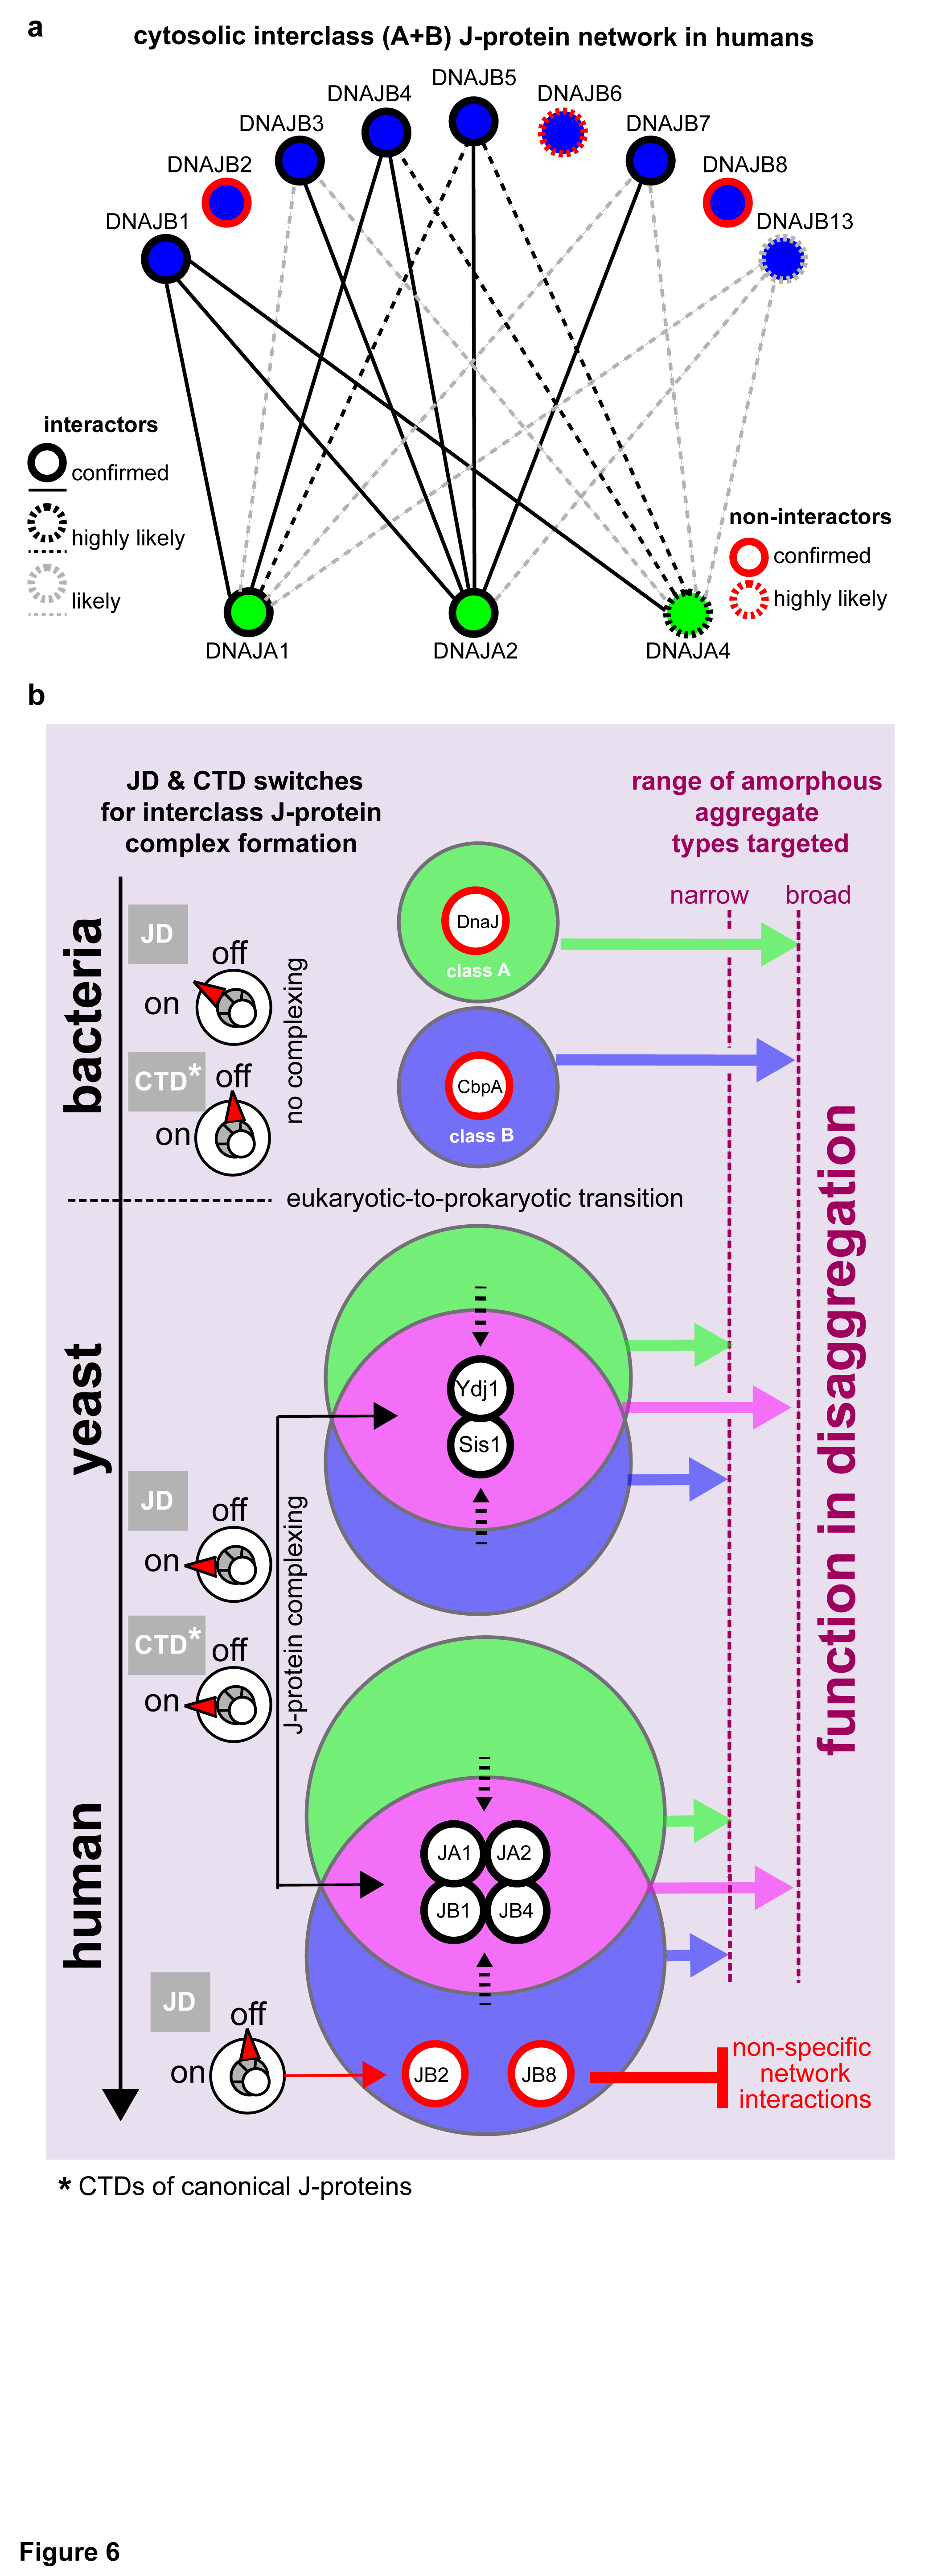 a
cytosolic interclass (A+B) J-protein network in humans
DNAJB5
DNAJB4
DNAJB6
DNAJB3
DNAJB7
DNAJB2
DNAJB8
DNAJB1
DNAJB13
interactors
confirmed
highly likely
likely
non-interactors
confirmed
highly likely
DNAJA1
DNAJA2
DNAJA4
b
JD & CTD switches
for interclass J-protein
complex formation
range of amorphous
aggregate
types targeted
narrow
broad
bacteria
JD
off
on
CTD*
off
on
no complexing
DnaJ
class A
CbpA
class B
eukaryotic-to-prokaryotic transition
function in disaggregation
yeast
Ydj1
Sis1
JD
off
on
CTD*
off
on
J-protein complexing
human
JA1
JA2
JB1
JB4
JD
off
on
JB2
JB8
non-specific
network
interactions
* CTDs of canonical J-proteins
Figure 6